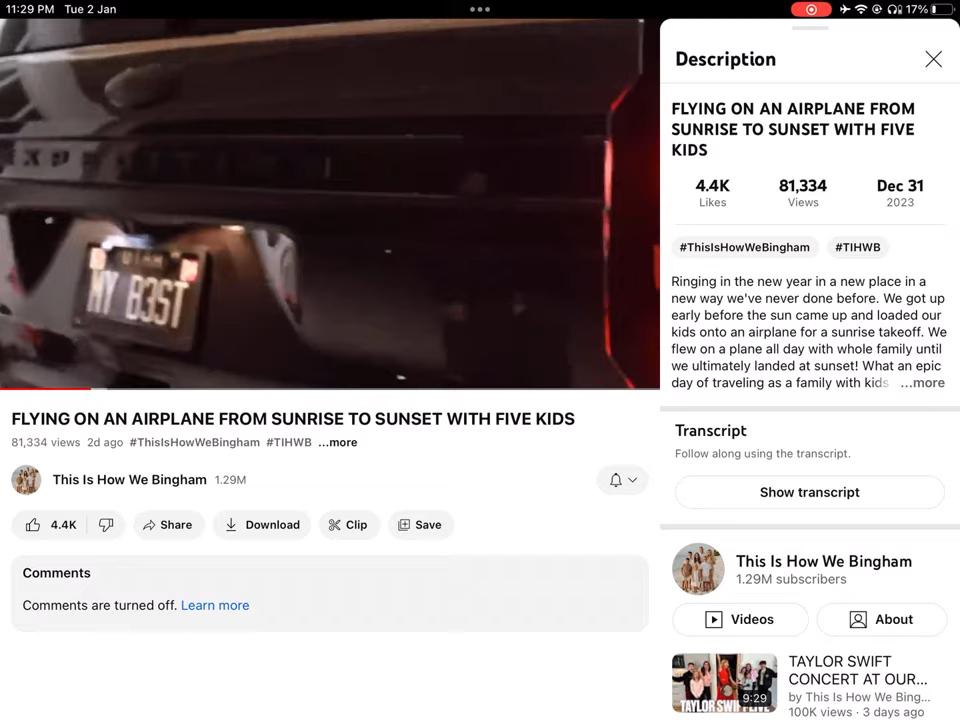 11:29 PM Tue 2 Jan
17%
UTAH
MY B3ST
FLYING ON AN AIRPLANE FROM SUNRISE TO SUNSET WITH FIVE KIDS
81,334 views 2d ago #ThisIsHowWeBingham #TIHWB ...more
This Is How We Bingham 1.29M
4.4K
Share
Download
Clip
Save
Comments
Comments are turned off. Learn more
Description
FLYING ON AN AIRPLANE FROM
SUNRISE TO SUNSET WITH FIVE
KIDS
4.4K 81,334 Dec 31
Likes Views 2023
#ThisIsHowWeBingham #TIHWB
Ringing in the new year in a new place in a
new way we've never done before. We got up
early before the sun came up and loaded our
kids onto an airplane for a sunrise takeoff. We
flew on a plane all day with whole family until
we ultimately landed at sunset! What an epic
day of traveling as a family with kids ...more
Transcript
Follow along using the transcript.
Show transcript
This Is How We Bingham
1.29M subscribers
Videos
About
9:29
TAYLOR SWIFT
TAYLOR SWIFT
CONCERT AT OUR...
by This Is How We Bing...
100K views · 3 days ago